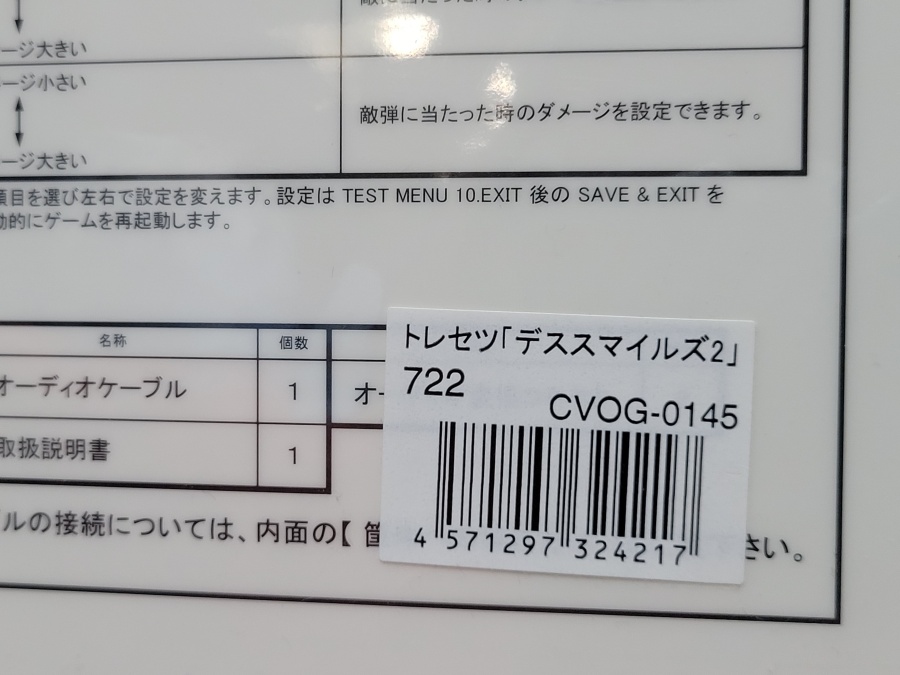 ージ大きい
ージ小さい
敵弾に当たった時のダメージを設定できます。
ージ大きい
項目を選び左右で設定を変えます。設定は TEST MENU 10.EXIT 後の SAVE & EXIT を
動的にゲームを再起動します。
名称 個数
オーディオケーブル 1 オー
取扱説明書 1
ルの接続については、内面の【 さい。
トレセツ「デススマイルズ2」
722
CVOG-0145
4 571297 324217